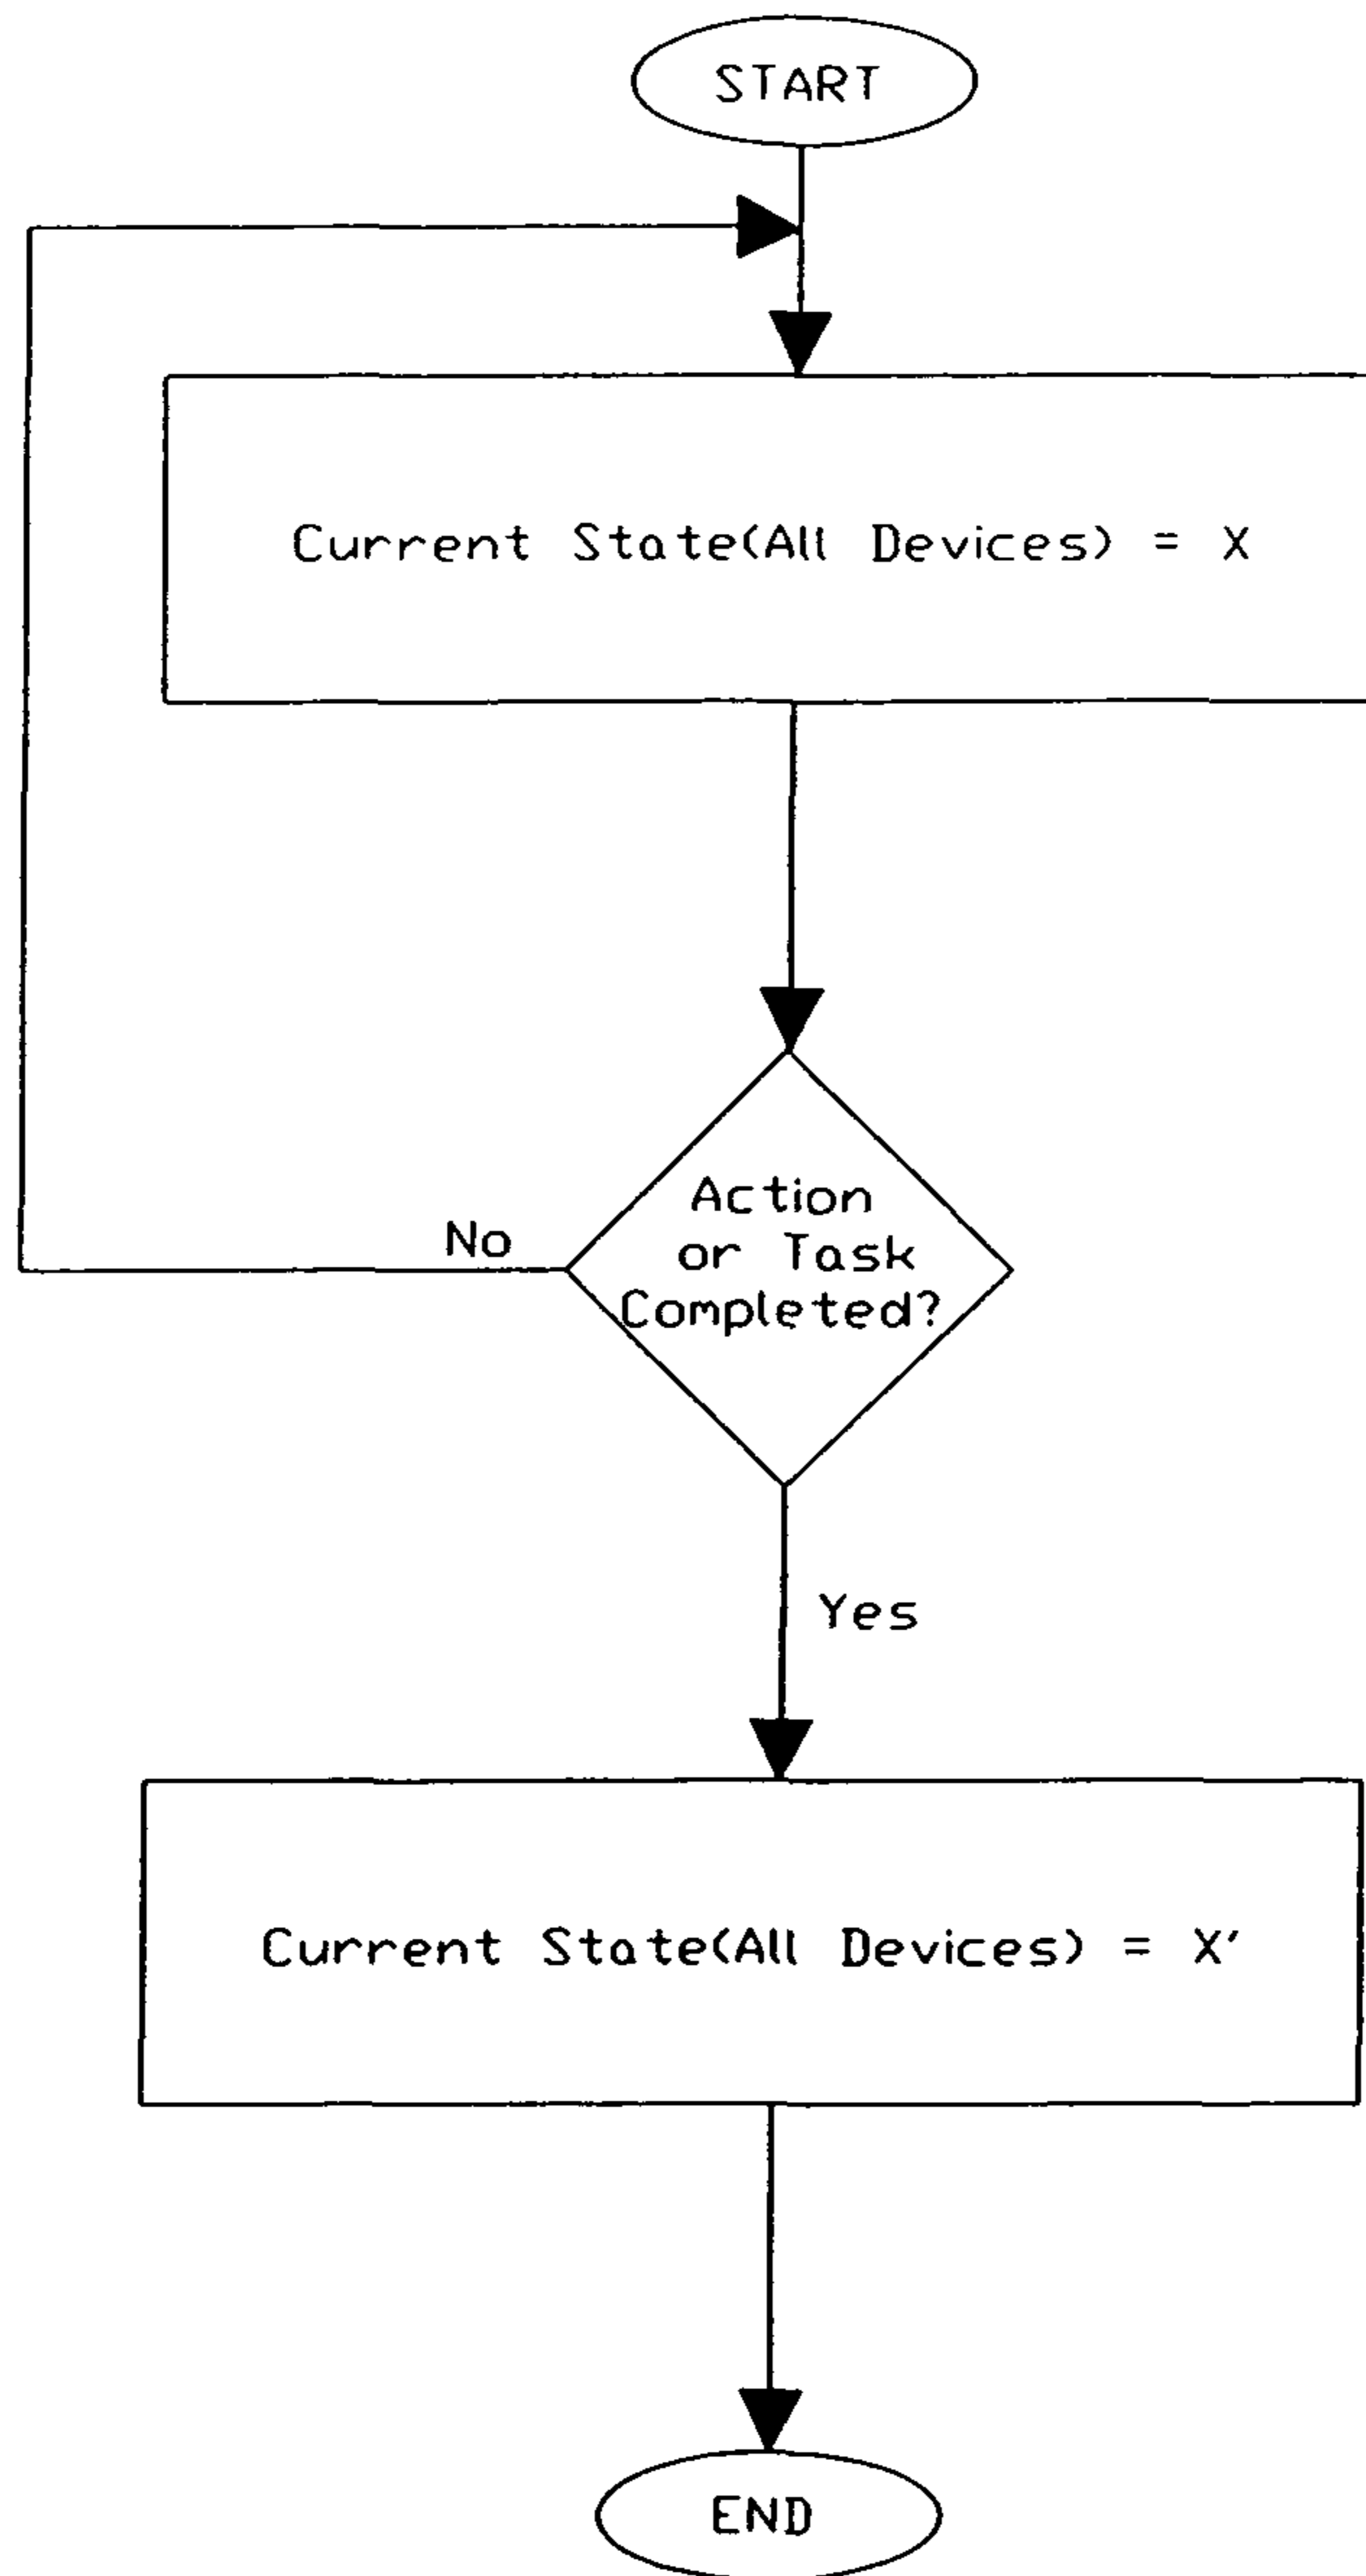 START
Current State(All Devices) = X
Action
or Task
Completed?
No
Yes
Current State(All Devices) = X'
END